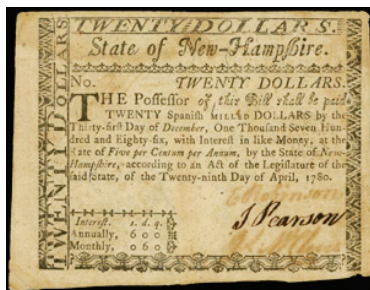 TWENTY DOLLARS.
State of New-Hampshire.
TWENTY DOLLARS
No. TWENTY DOLLARS.
THE Possessor of this Bill shall be paid
TWENTY Spanish MILLED DOLLARS by the
Thirty-first Day of December, One Thousand Seven Hun-
dred and Eighty-six, with Interest in like Money, at the
Rate of Five per Centum per Annum, by the State of New-
Hampshire, according to an Act of the Legislature of the
said State, of the Twenty-ninth Day of April, 1780.
Interest. s. d. q.
Annually, 6 0 0
Monthly, 0 6 0
J Pearson